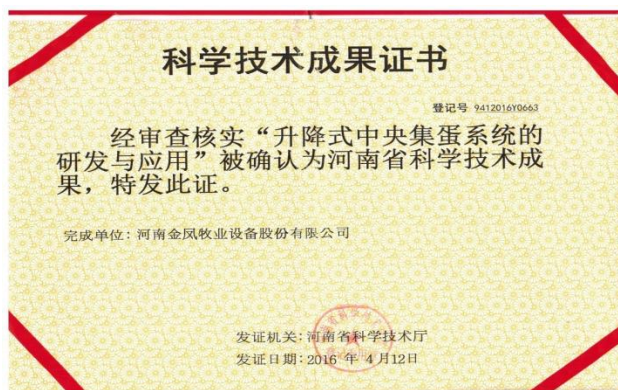 科学技术成果证书
登记号 9412016Y0663
经审查核实“升降式中央集蛋系统的
研发与应用”被确认为河南省科学技术成
果，特发此证。
完成单位：河南金凤牧业设备股份有限公司
发证机关：河南省科学技术厅
发证日期：2016 年 4 月12日